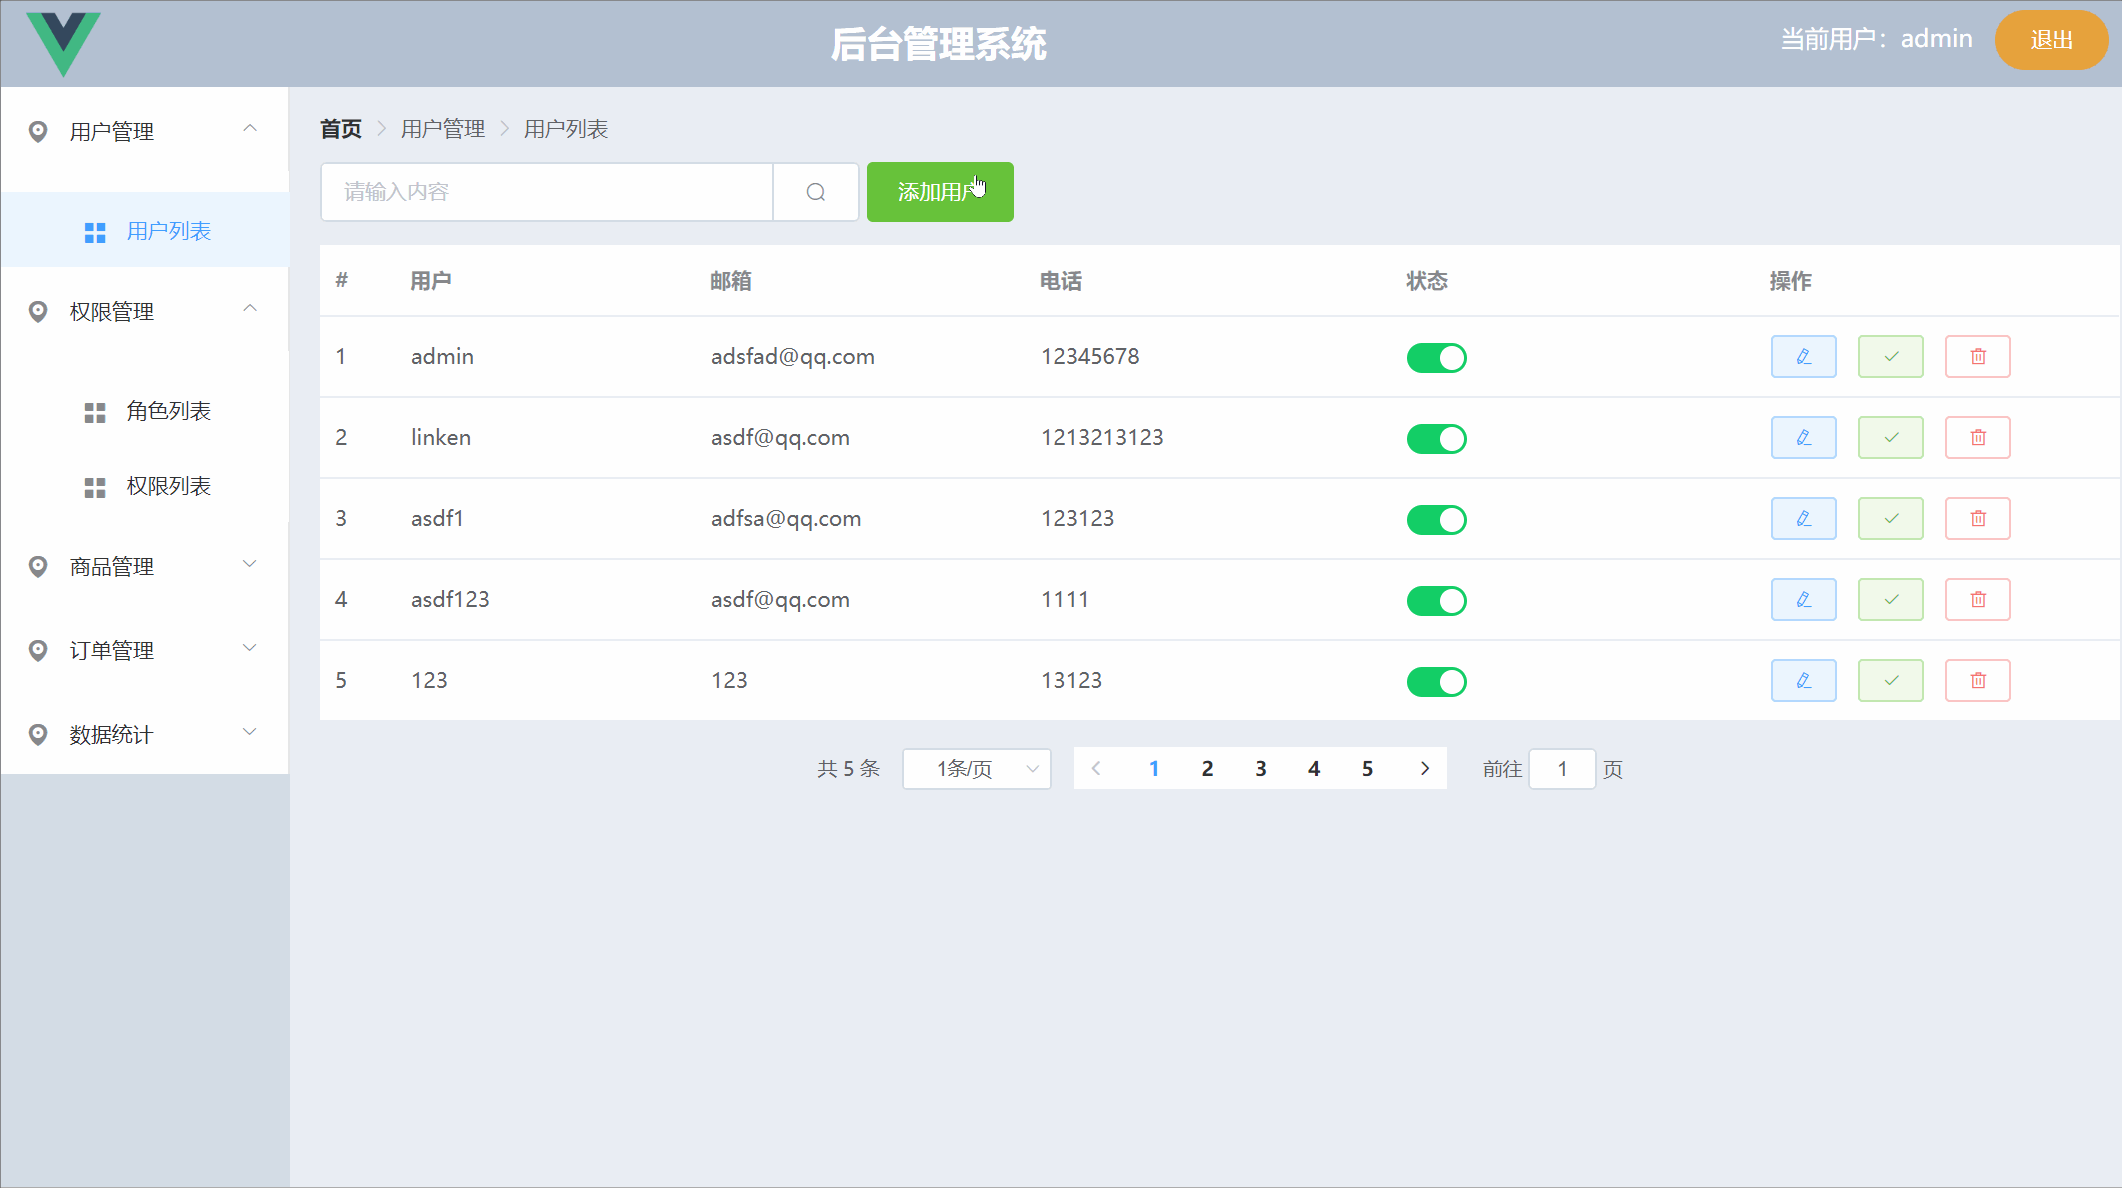 后台管理系统
当前用户：admin
退出
用户管理
用户列表
权限管理
角色列表
权限列表
商品管理
订单管理
数据统计
首页 用户管理 用户列表
请输入内容
添加用户
# 用户 邮箱 电话 状态 操作
1 admin adsfad@qq.com 12345678
2 linken asdf@qq.com 1213213123
3 asdf1 adfsa@qq.com 123123
4 asdf123 asdf@qq.com 1111
5 123 123 13123
共 5 条 1条/页 1 2 3 4 5 前往 1 页